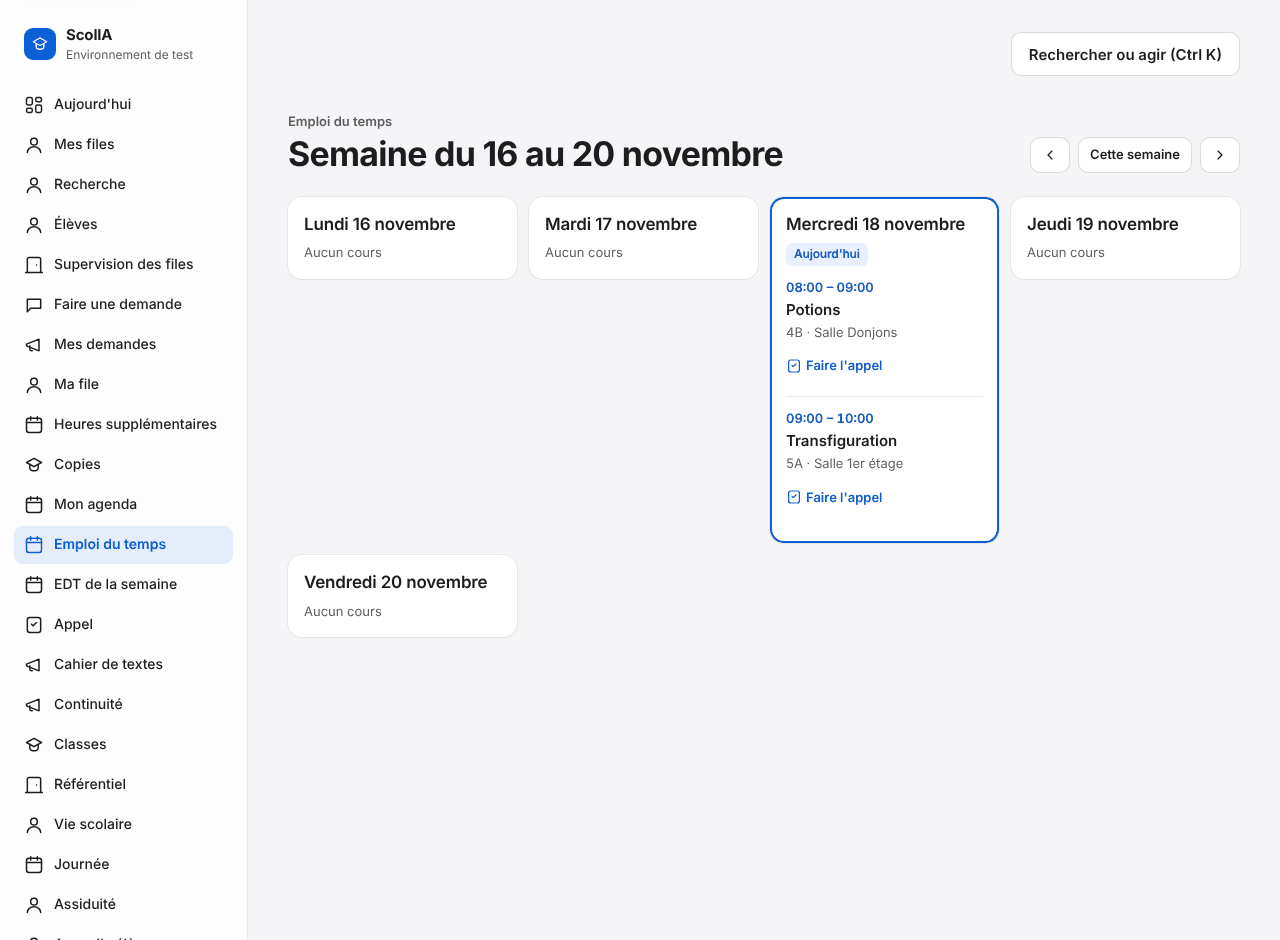 ScolIA
Environnement de test
Aujourd'hui
Mes files
Recherche
Élèves
Supervision des files
Faire une demande
Mes demandes
Ma file
Heures supplémentaires
Copies
Mon agenda
Emploi du temps
EDT de la semaine
Appel
Cahier de textes
Continuité
Classes
Référentiel
Vie scolaire
Journée
Assiduité
Rechercher ou agir (Ctrl K)
Emploi du temps
Semaine du 16 au 20 novembre
Cette semaine
Lundi 16 novembre
Aucun cours
Mardi 17 novembre
Aucun cours
Mercredi 18 novembre
Aujourd'hui
08:00 – 09:00
Potions
4B · Salle Donjons
Faire l'appel
09:00 – 10:00
Transfiguration
5A · Salle 1er étage
Faire l'appel
Jeudi 19 novembre
Aucun cours
Vendredi 20 novembre
Aucun cours